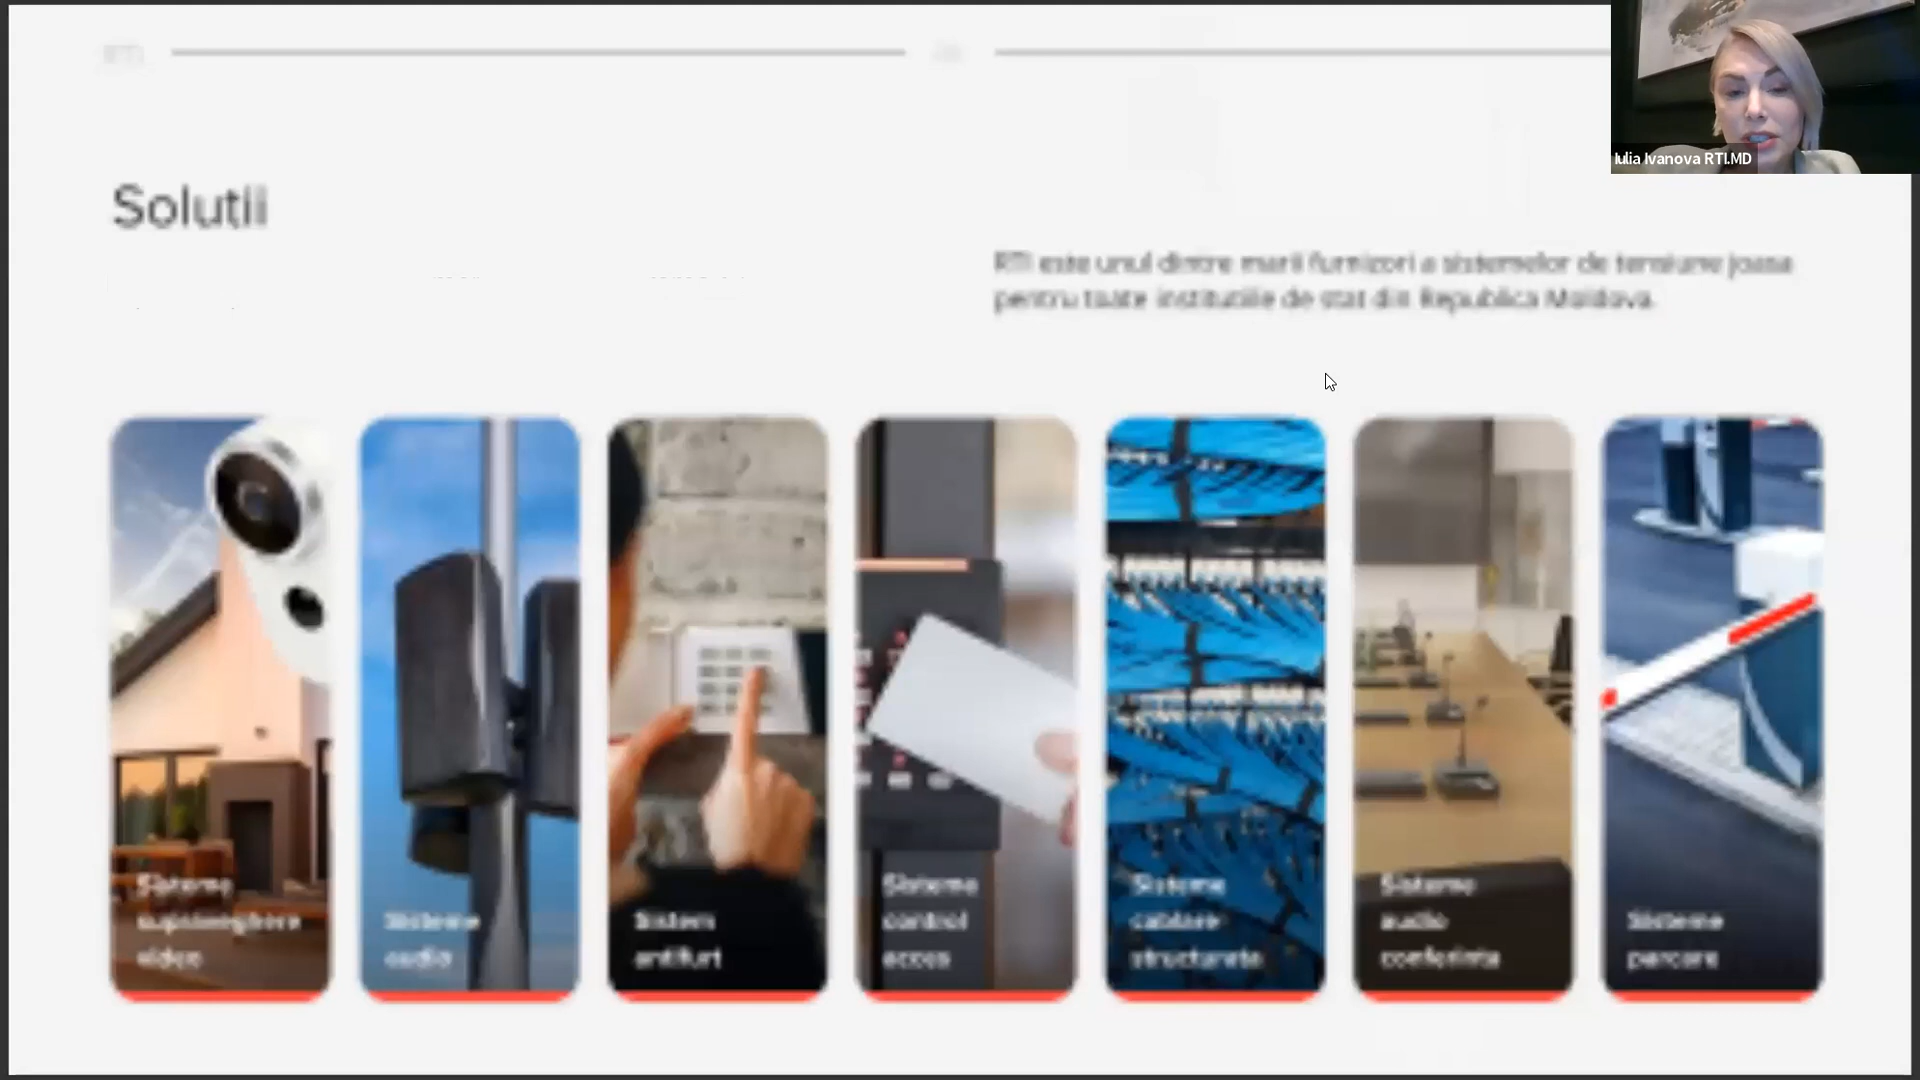 RTI
Iulia Ivanova RTI.MD
Solutii
RTI este unul dintre marii furnizori a sistemelor de tensiune joasa
pentru toate institutiile de stat din Republica Moldova.
Sisteme
supraveghere
video
Sisteme
audio
Sistem
antifurt
Sisteme
control
acces
Sisteme
cablare
structurata
Sisteme
audio
conferinta
Sisteme
parcare